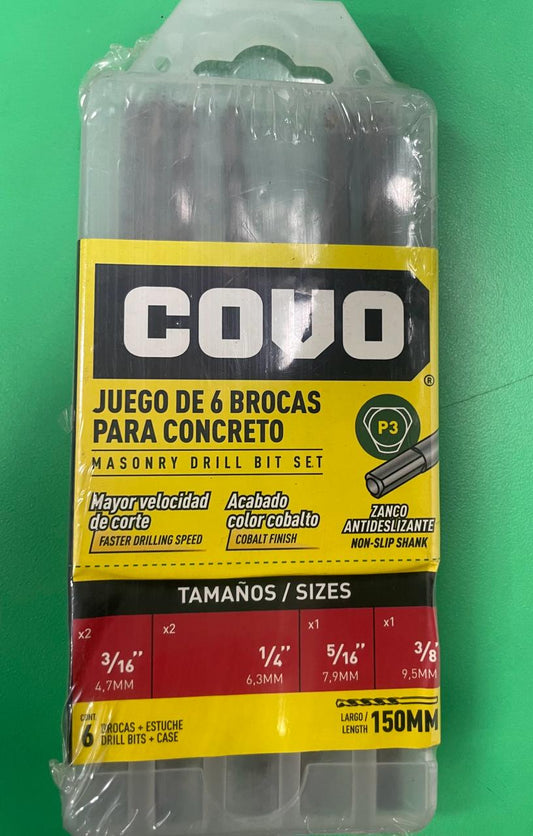 COVO
®
JUEGO DE 6 BROCAS
PARA CONCRETO
MASONRY DRILL BIT SET
P3
Mayor velocidad
de corte
FASTER DRILLING SPEED
Acabado
color cobalto
COBALT FINISH
ZANCO
ANTIDESLIZANTE
NON-SLIP SHANK
TAMAÑOS / SIZES
x2
3/16”
4,7MM
x2
1/4”
6,3MM
x1
5/16”
7,9MM
x1
3/8”
9,5MM
CONT.
6
BROCAS + ESTUCHE
DRILL BITS + CASE
LARGO/
LENGTH
150MM